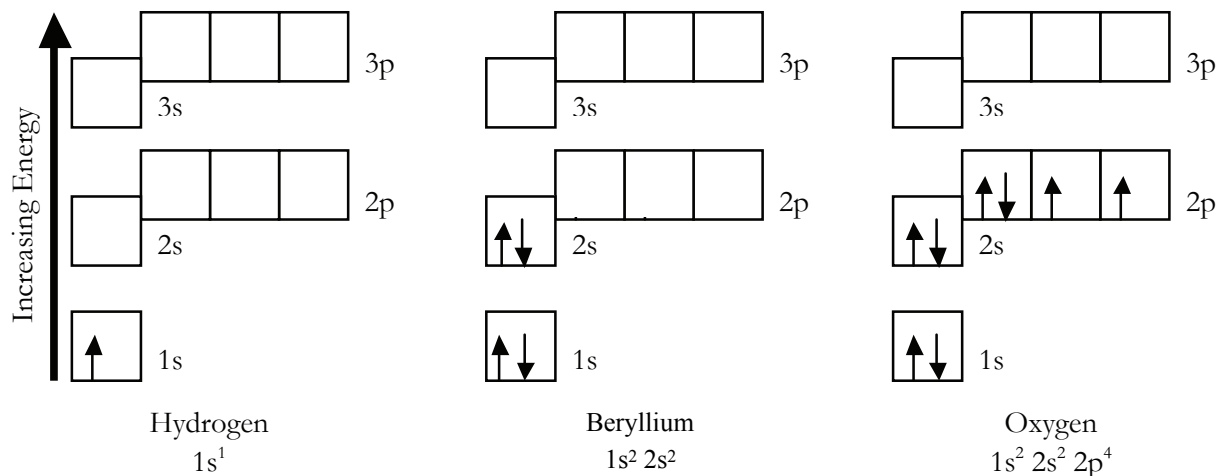 Increasing Energy
3p
3s
2p
2s
1s
Hydrogen
1s¹
3p
3s
2p
2s
1s
Beryllium
1s² 2s²
3p
3s
2p
2s
1s
Oxygen
1s² 2s² 2p⁴